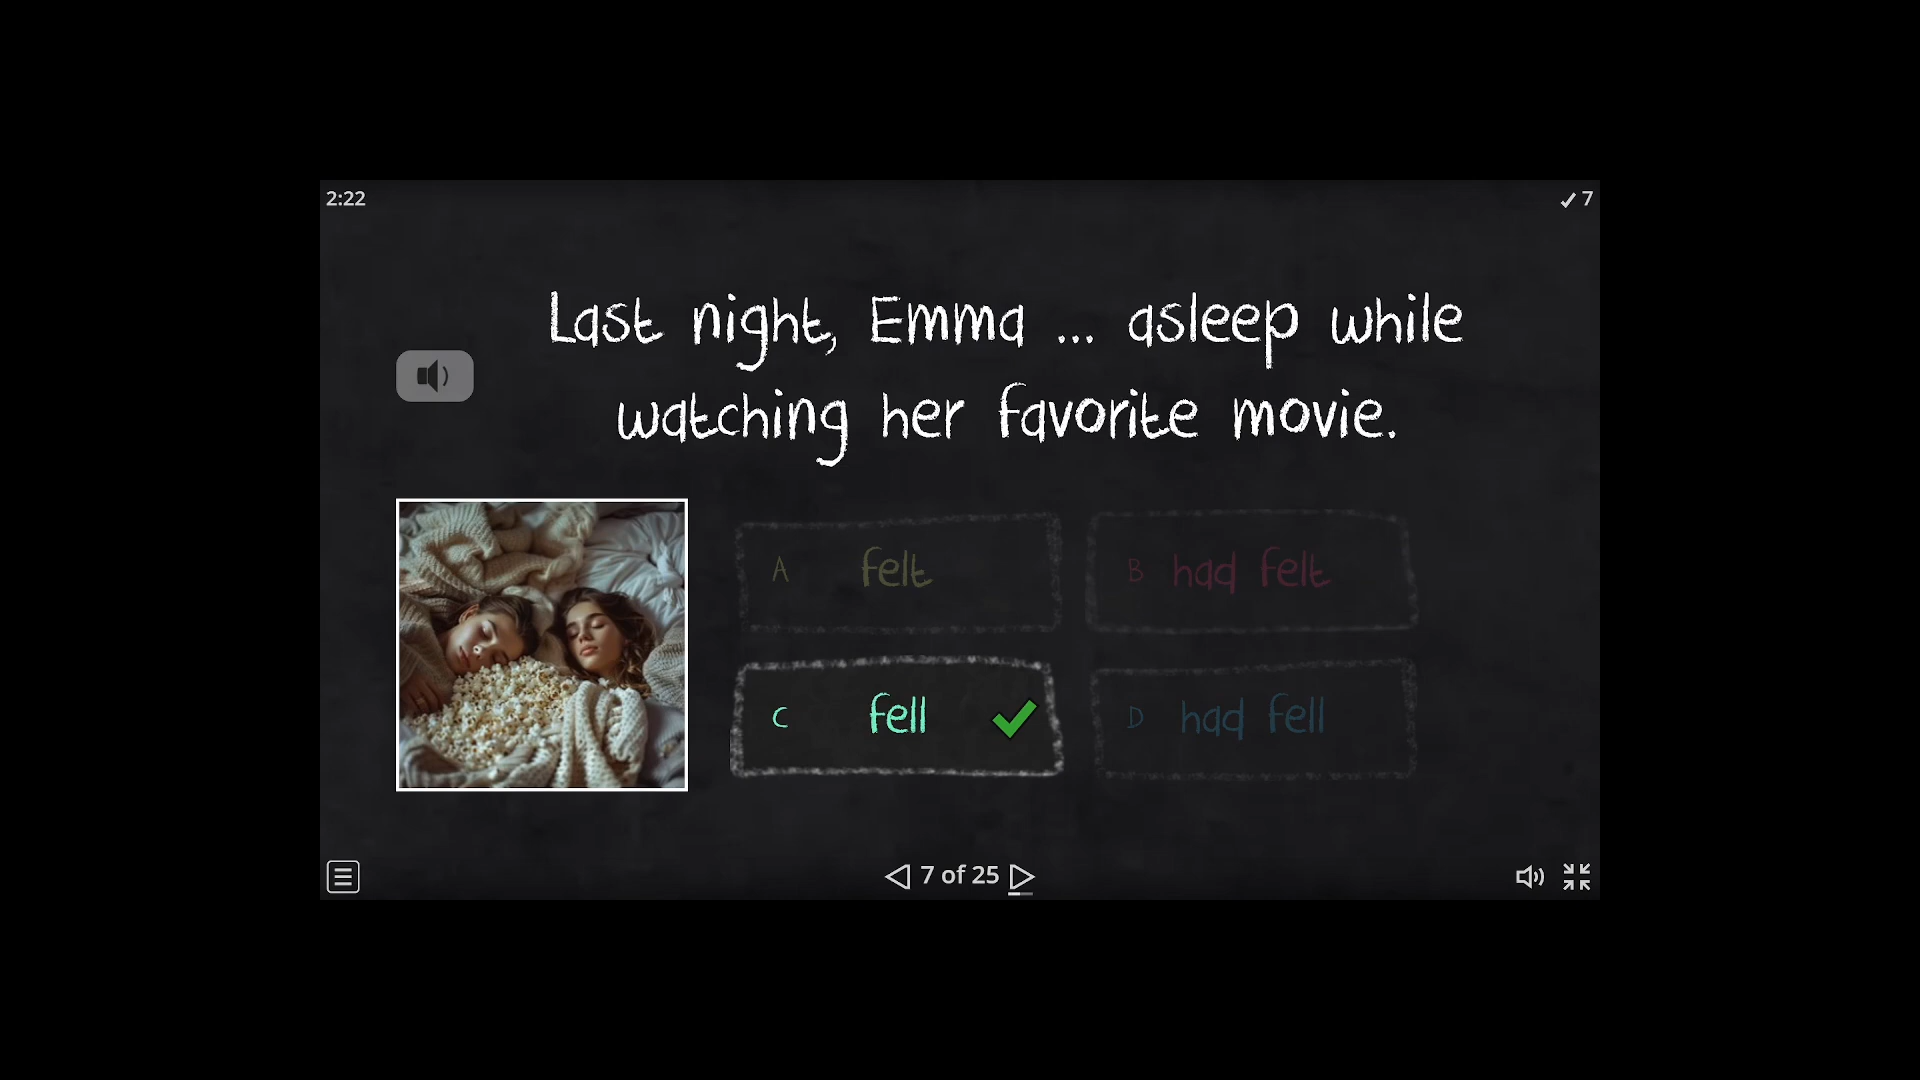 2:22
7
Last night, Emma ... asleep while
watching her favorite movie.
A felt
B had felt
C fell
D had fell
7 of 25